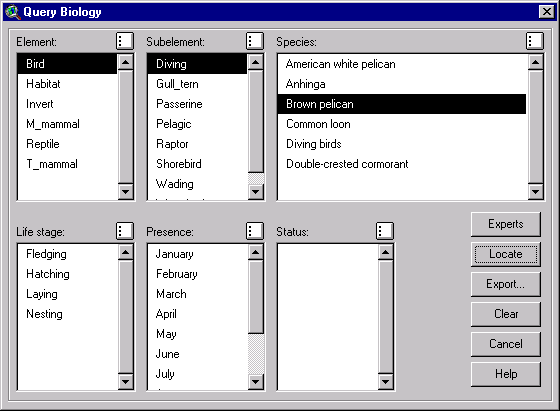 Query Biology
Element:
Bird
Habitat
Invert
M_mammal
Reptile
T_mammal
Subelement:
Diving
Gull_tern
Passerine
Pelagic
Raptor
Shorebird
Wading
Species:
American white pelican
Anhinga
Brown pelican
Common loon
Diving birds
Double-crested cormorant
Life stage:
Fledging
Hatching
Laying
Nesting
Presence:
January
February
March
April
May
June
July
Status:
Experts
Locate
Export...
Clear
Cancel
Help